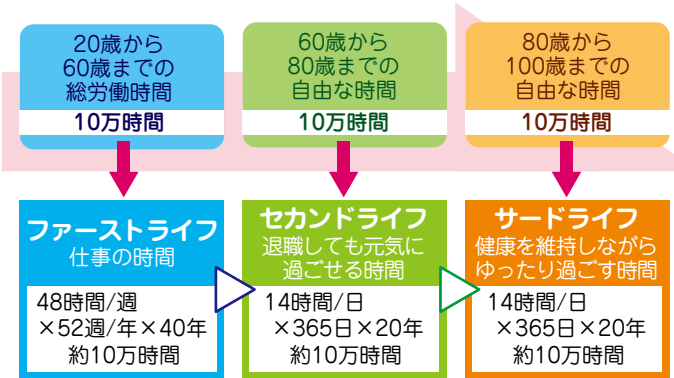 20歳から
60歳までの
総労働時間
10万時間
60歳から
80歳までの
自由な時間
10万時間
80歳から
100歳までの
自由な時間
10万時間
ファーストライフ
仕事の時間
48時間/週
×52週/年×40年
約10万時間
セカンドライフ
退職しても元気に
過ごせる時間
14時間/日
×365日×20年
約10万時間
サードライフ
健康を維持しながら
ゆったり過ごす時間
14時間/日
×365日×20年
約10万時間